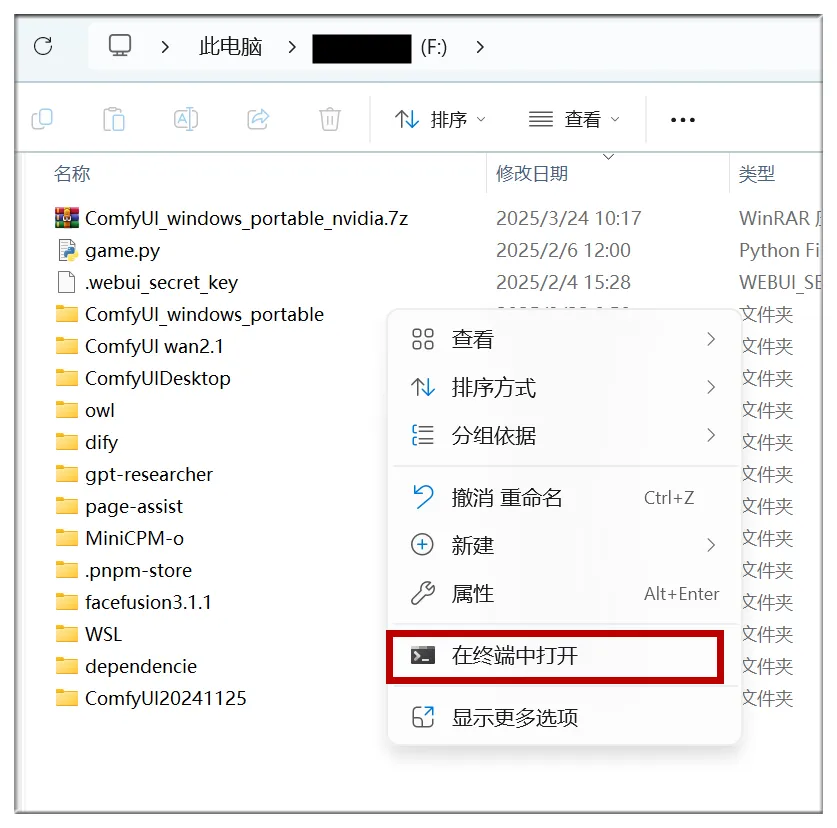 此电脑 (F:)
排序 查看
名称 修改日期 类型
ComfyUI_windows_portable_nvidia.7z 2025/3/24 10:17 WinRAR
game.py 2025/2/6 12:00 Python Fi
.webui_secret_key 2025/2/4 15:28 WEBUI_SE
ComfyUI_windows_portable 文件夹
查看
ComfyUI wan2.1 文件夹
ComfyUIDesktop 文件夹
排序方式
owl 文件夹
分组依据
dify 文件夹
gpt-researcher 文件夹
撤消 重命名 Ctrl+Z
page-assist 文件夹
MiniCPM-o 文件夹
新建
.pnpm-store 文件夹
属性 Alt+Enter
facefusion3.1.1 文件夹
WSL 文件夹
在终端中打开
dependencie 文件夹
ComfyUI20241125 文件夹
显示更多选项